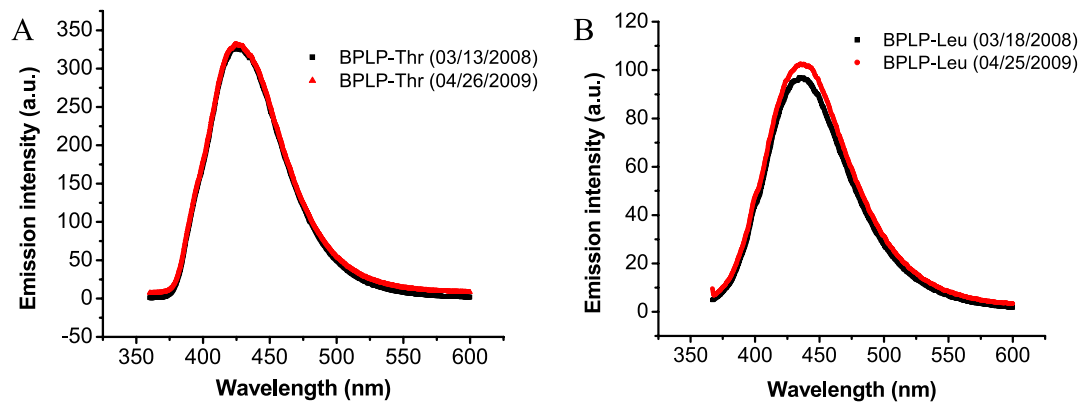 A
BPLP-Thr (03/13/2008)
BPLP-Thr (04/26/2009)
Emission intensity (a.u.)
350
300
250
200
150
100
50
0
-50
350 400 450 500 550 600
Wavelength (nm)
B
BPLP-Leu (03/18/2008)
BPLP-Leu (04/25/2009)
Emission intensity (a.u.)
120
100
80
60
40
20
0
350 400 450 500 550 600
Wavelength (nm)